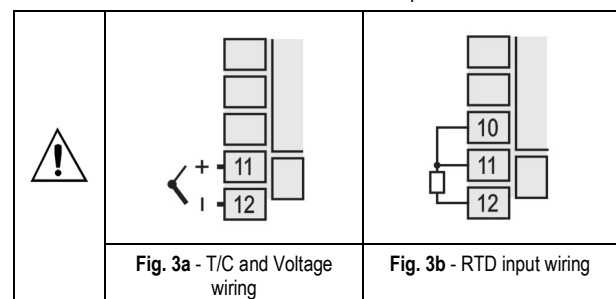 + 11
12
10
11
12
Fig. 3a - T/C and Voltage
wiring
Fig. 3b - RTD input wiring